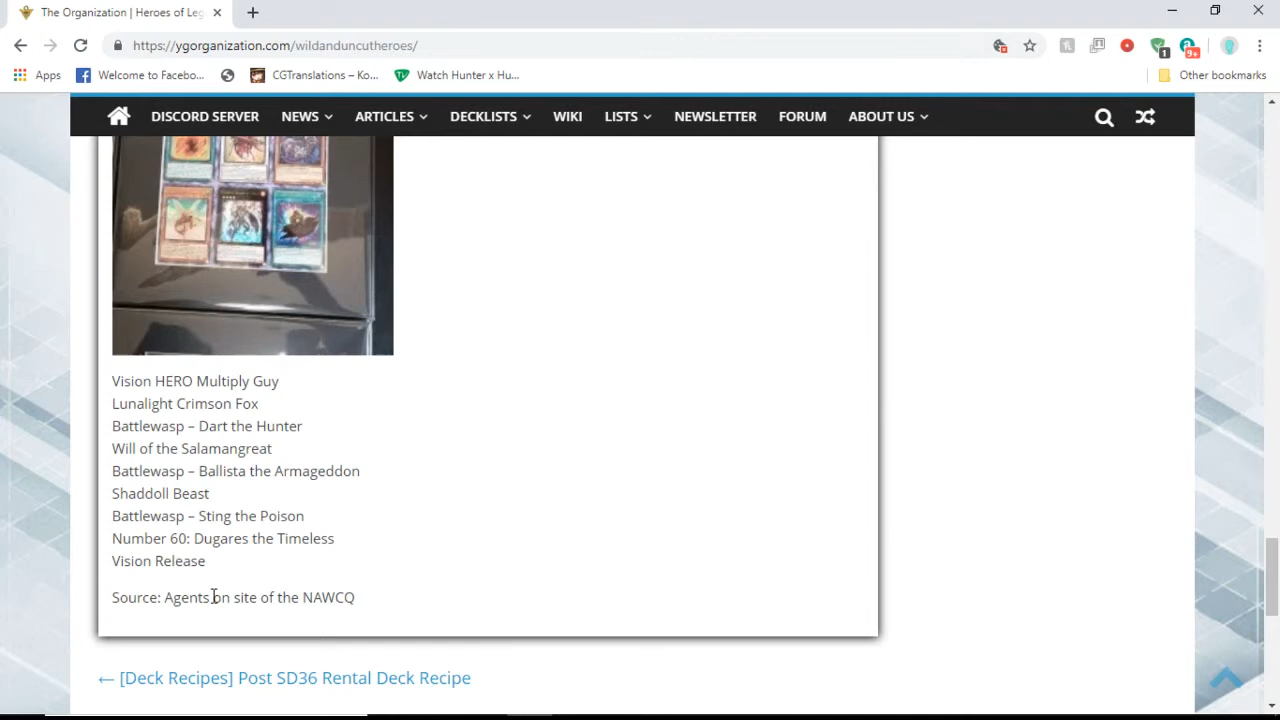 The Organization | Heroes of Leg
https://ygorganization.com/wildanduncutheroes/
1
9+
Apps
Welcome to Facebo...
CGTranslations – Ko...
Watch Hunter x Hu...
Other bookmarks
DISCORD SERVER
NEWS
ARTICLES
DECKLISTS
WIKI
LISTS
NEWSLETTER
FORUM
ABOUT US
Vision HERO Multiply Guy
Lunalight Crimson Fox
Battlewasp – Dart the Hunter
Will of the Salamangreat
Battlewasp – Ballista the Armageddon
Shaddoll Beast
Battlewasp – Sting the Poison
Number 60: Dugares the Timeless
Vision Release
Source: Agents on site of the NAWCQ
← [Deck Recipes] Post SD36 Rental Deck Recipe